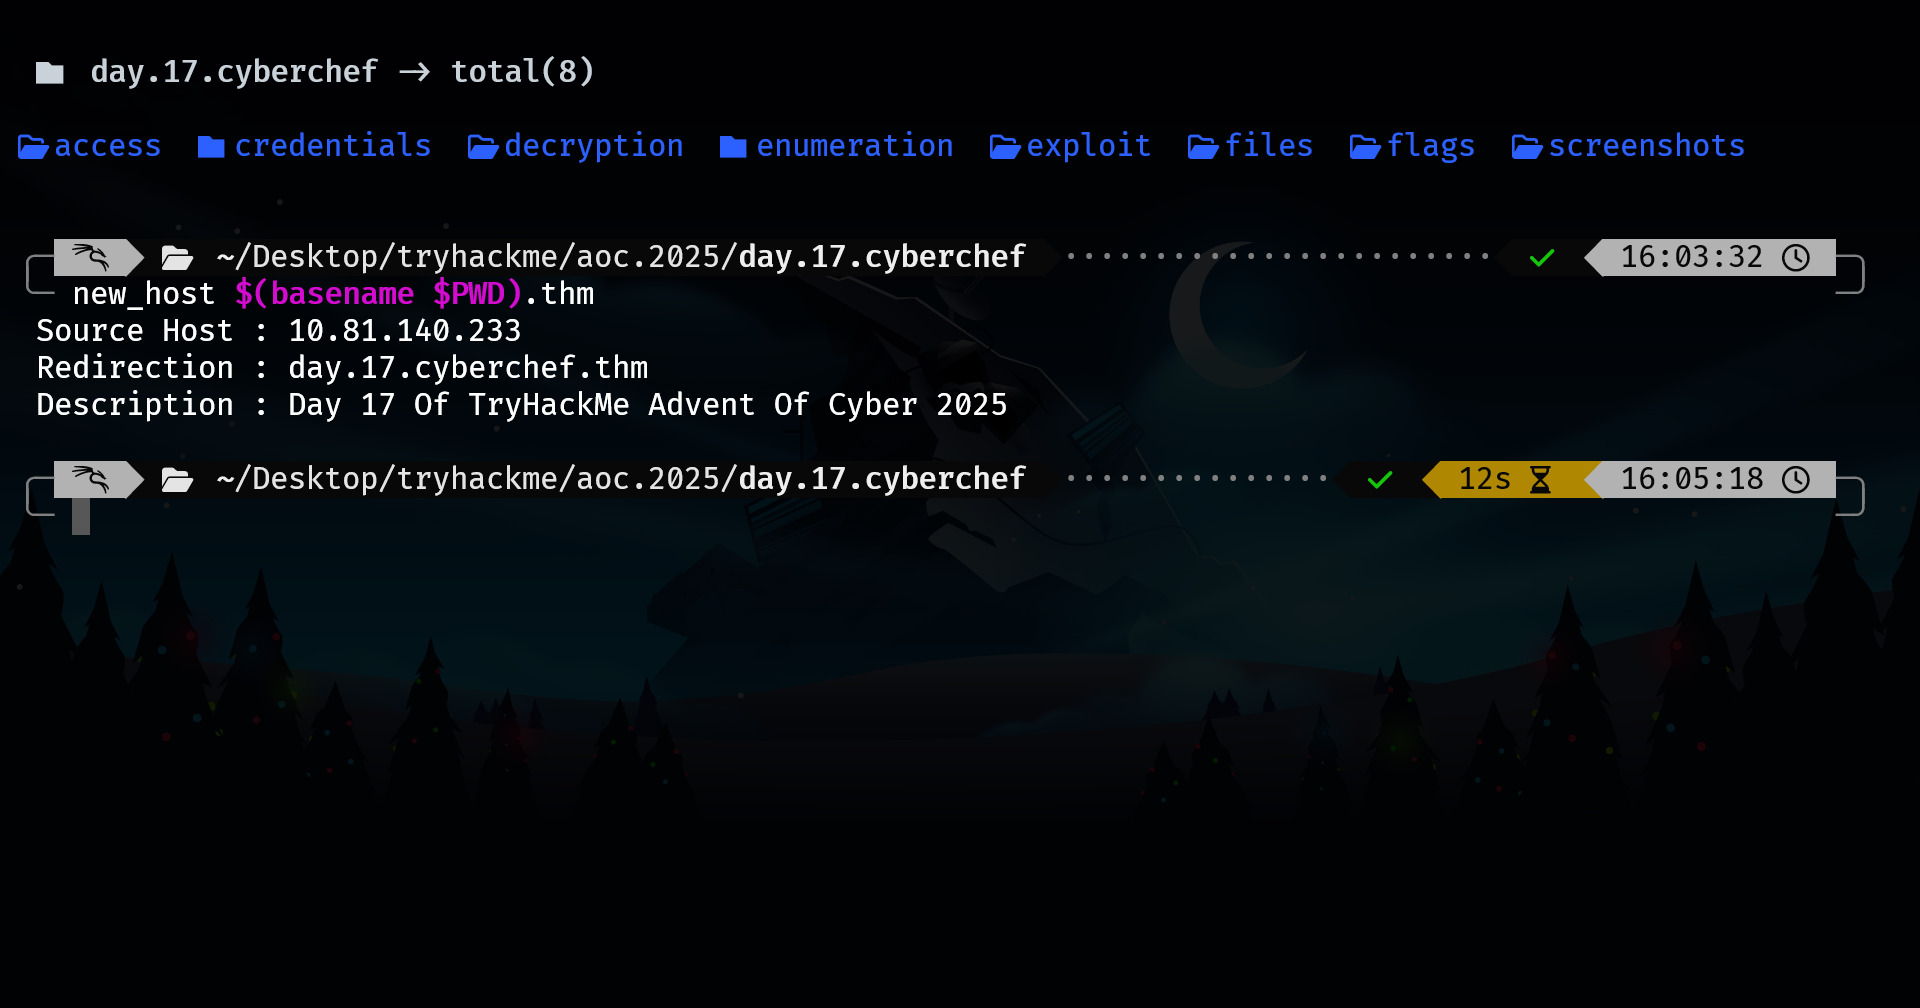 day.17.cyberchef → total(8)
access credentials decryption enumeration exploit files flags screenshots
~/Desktop/tryhackme/aoc.2025/day.17.cyberchef ························ ✓ 16:03:32
new_host $(basename $PWD).thm
Source Host : 10.81.140.233
Redirection : day.17.cyberchef.thm
Description : Day 17 Of TryHackMe Advent Of Cyber 2025
~/Desktop/tryhackme/aoc.2025/day.17.cyberchef ··············· ✓ 12s 16:05:18